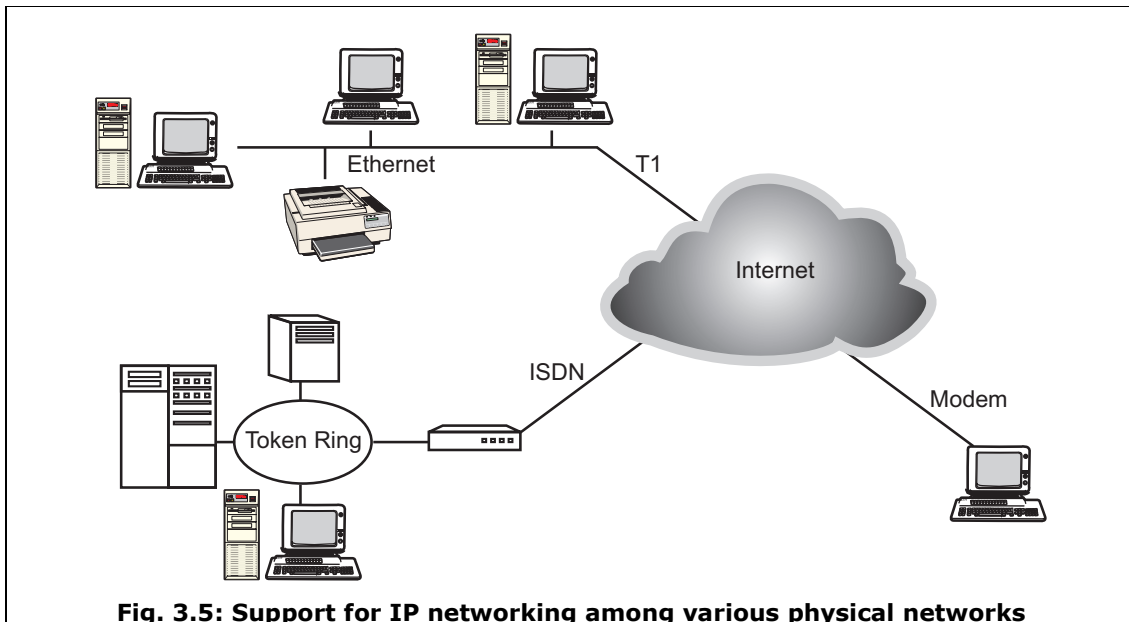 Ethernet
T1
Internet
ISDN
Token Ring
Modem
Fig. 3.5: Support for IP networking among various physical networks